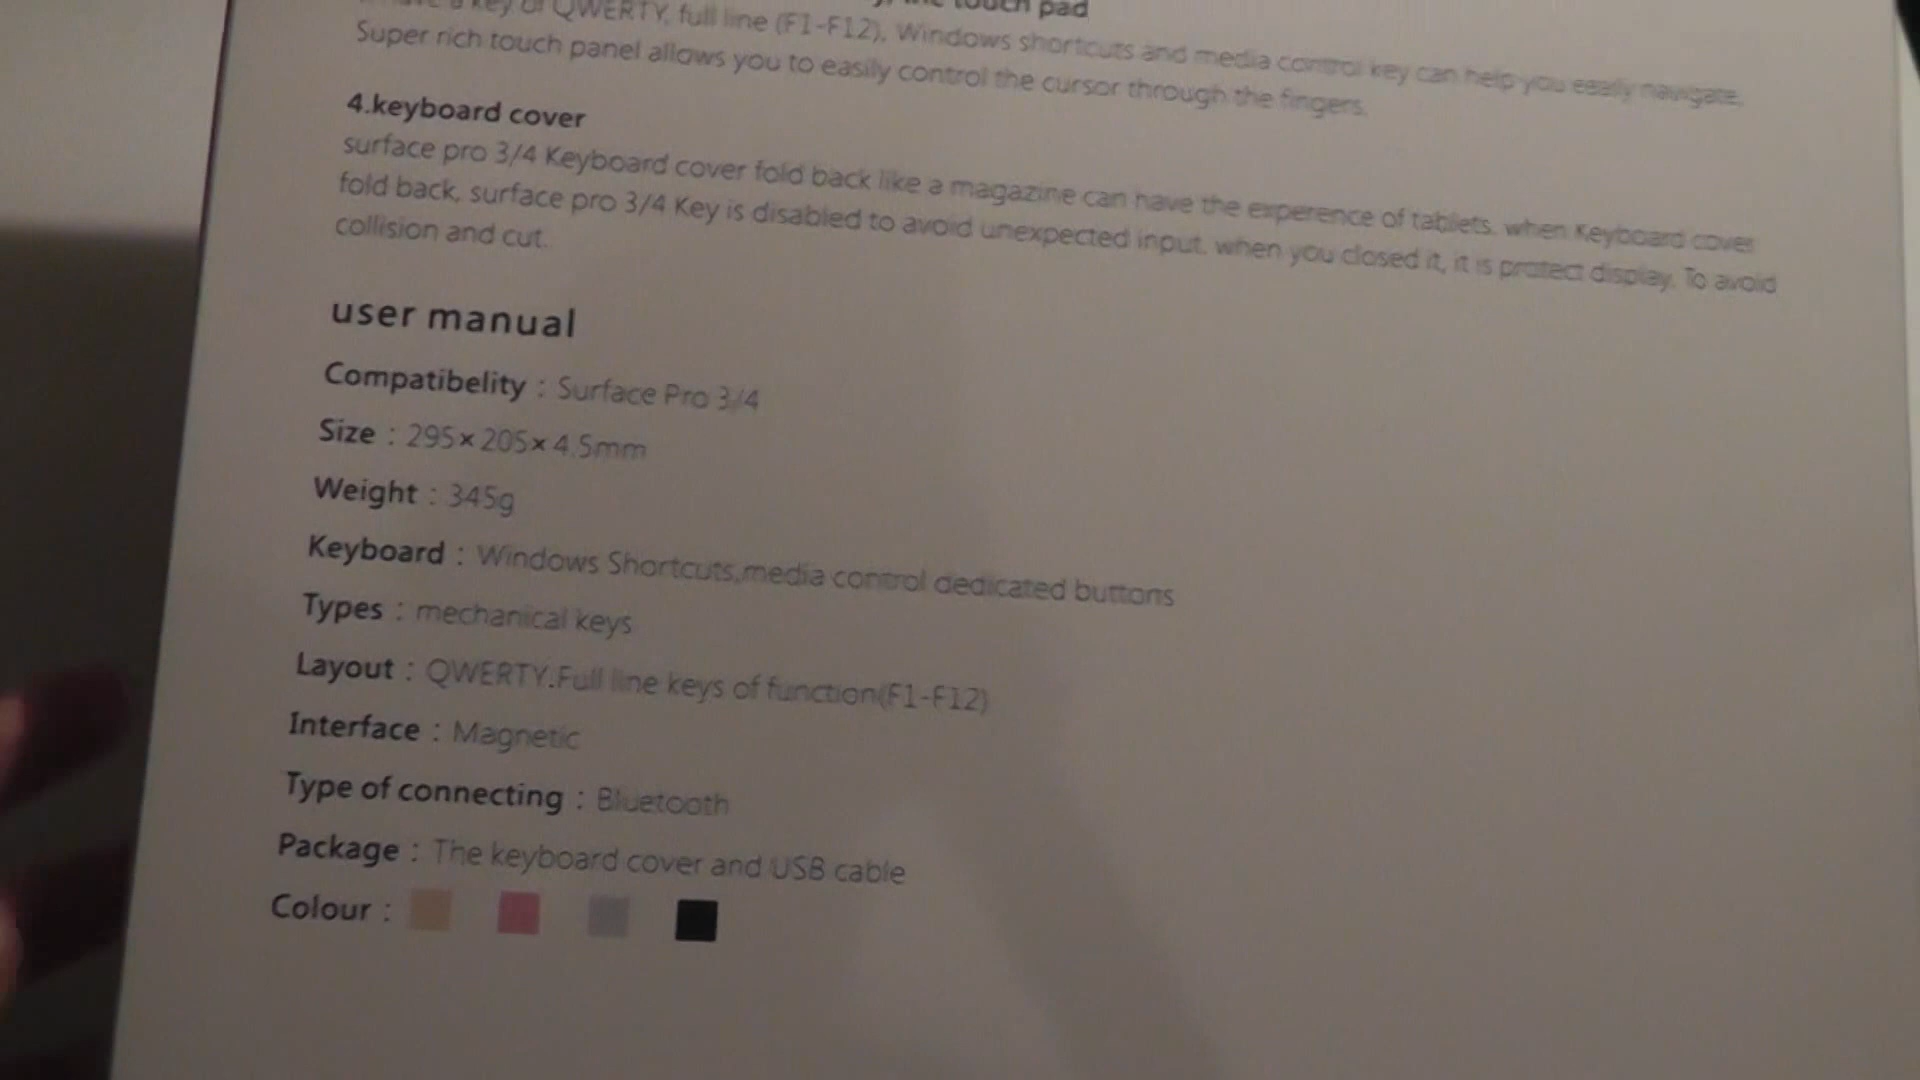 touch pad
key of QWERTY, full line (F1-F12), Windows shortcuts and media control key can help you easily navigate,
Super rich touch panel allows you to easily control the cursor through the fingers.
4.keyboard cover
surface pro 3/4 Keyboard cover fold back like a magazine can have the experence of tablets. when Keyboard cover
fold back, surface pro 3/4 Key is disabled to avoid unexpected input. when you closed it, it is protect display. To avoid
collision and cut.
user manual
Compatibelity : Surface Pro 3/4
Size : 295×205×4.5mm
Weight : 345g
Keyboard : Windows Shortcuts,media control dedicated buttons
Types : mechanical keys
Layout : QWERTY.Full line keys of function(F1-F12)
Interface : Magnetic
Type of connecting : Bluetooth
Package : The keyboard cover and USB cable
Colour :